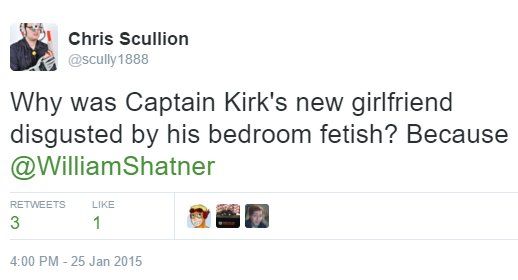 Chris Scullion
@scully1888
Why was Captain Kirk's new girlfriend
disgusted by his bedroom fetish? Because
@WilliamShatner
RETWEETS LIKE
3 1
4:00 PM - 25 Jan 2015